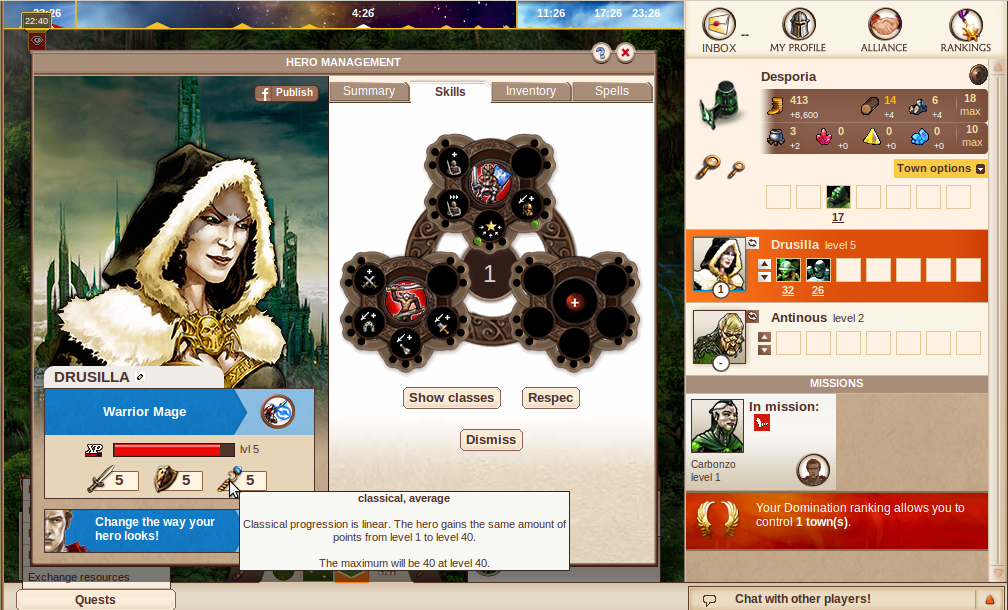 23:26
22:40
4:26
11:26
17:26
23:26
HERO MANAGEMENT
Publish
Summary
Skills
Inventory
Spells
1
Show classes
Respec
Dismiss
DRUSILLA
Warrior Mage
XP
lvl 5
5
5
5
Change the way your
hero looks!
classical, average
Classical progression is linear. The hero gains the same amount of
points from level 1 to level 40.
The maximum will be 40 at level 40.
Exchange resources
Quests
INBOX
--
MY PROFILE
ALLIANCE
RANKINGS
Desporia
413
+8,600
14
+4
6
+4
18
max
3
+2
0
+0
0
+0
0
+0
10
max
Town options
17
Drusilla level 5
1
32
26
Antinous level 2
-
MISSIONS
In mission:
Carbonzo
level 1
Your Domination ranking allows you to
control 1 town(s).
Chat with other players!